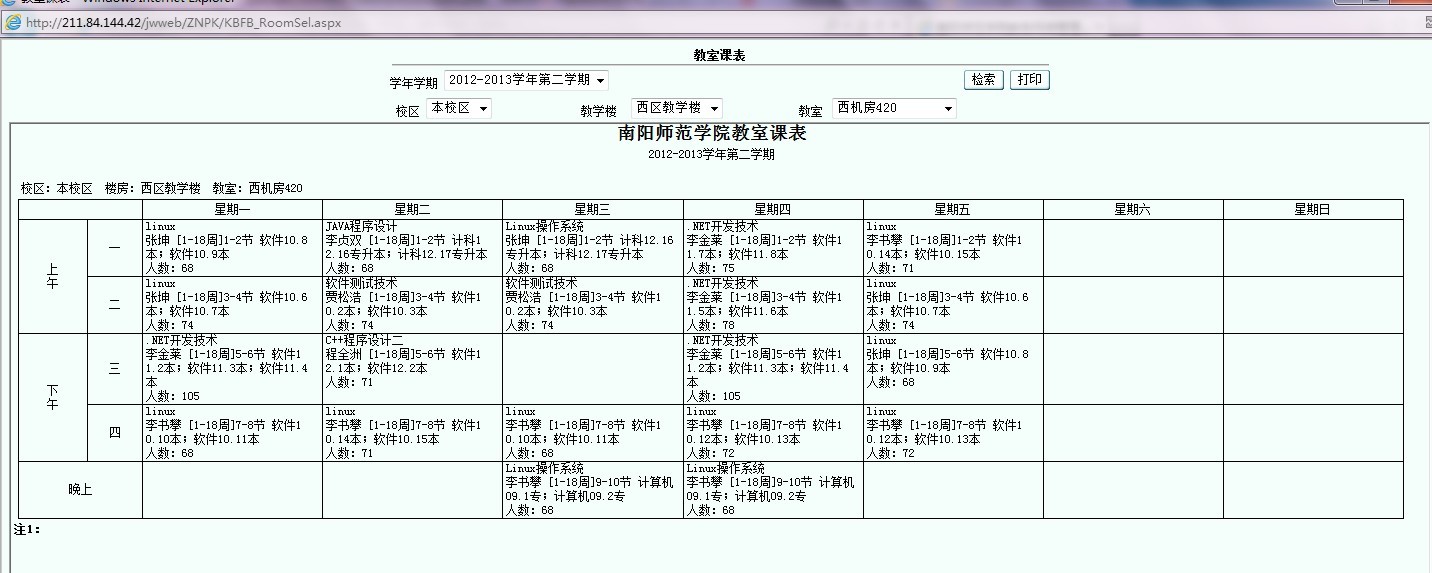 http://211.84.144.42/jwweb/ZNPK/KBFB_RoomSel.aspx
教室课表
学年学期 2012-2013学年第二学期 检索 打印
校区 本校区 教学楼 西区教学楼 教室 西机房420
南阳师范学院教室课表
2012-2013学年第二学期
校区：本校区 楼房：西区教学楼 教室：西机房420
星期一 星期二 星期三 星期四 星期五 星期六 星期日
上午
一
linux
张坤 [1-18周]1-2节 软件10.8
本；软件10.9本
人数：68
JAVA程序设计
李贞双 [1-18周]1-2节 计科1
2.16专升本；计科12.17专升本
人数：68
Linux操作系统
张坤 [1-18周]1-2节 计科12.16
专升本；计科12.17专升本
人数：68
.NET开发技术
李金莱 [1-18周]1-2节 软件1
1.7本；软件11.8本
人数：75
linux
李书攀 [1-18周]1-2节 软件1
0.14本；软件10.15本
人数：71
二
linux
张坤 [1-18周]3-4节 软件10.6
本；软件10.7本
人数：74
软件测试技术
贾松浩 [1-18周]3-4节 软件1
0.2本；软件10.3本
人数：74
软件测试技术
贾松浩 [1-18周]3-4节 软件1
0.2本；软件10.3本
人数：74
.NET开发技术
李金莱 [1-18周]3-4节 软件1
1.5本；软件11.6本
人数：78
linux
张坤 [1-18周]3-4节 软件10.6
本；软件10.7本
人数：74
下午
三
.NET开发技术
李金莱 [1-18周]5-6节 软件1
1.2本；软件11.3本；软件11.4
本
人数：105
C++程序设计二
程全洲 [1-18周]5-6节 软件1
2.1本；软件12.2本
人数：71
.NET开发技术
李金莱 [1-18周]5-6节 软件1
1.2本；软件11.3本；软件11.4
本
人数：105
linux
张坤 [1-18周]5-6节 软件10.8
本；软件10.9本
人数：68
四
linux
李书攀 [1-18周]7-8节 软件1
0.10本；软件10.11本
人数：68
linux
李书攀 [1-18周]7-8节 软件1
0.14本；软件10.15本
人数：71
linux
李书攀 [1-18周]7-8节 软件1
0.10本；软件10.11本
人数：68
linux
李书攀 [1-18周]7-8节 软件1
0.12本；软件10.13本
人数：72
linux
李书攀 [1-18周]7-8节 软件1
0.12本；软件10.13本
人数：72
晚上
Linux操作系统
李书攀 [1-18周]9-10节 计算机
09.1专；计算机09.2专
人数：68
Linux操作系统
李书攀 [1-18周]9-10节 计算机
09.1专；计算机09.2专
人数：68
注1：